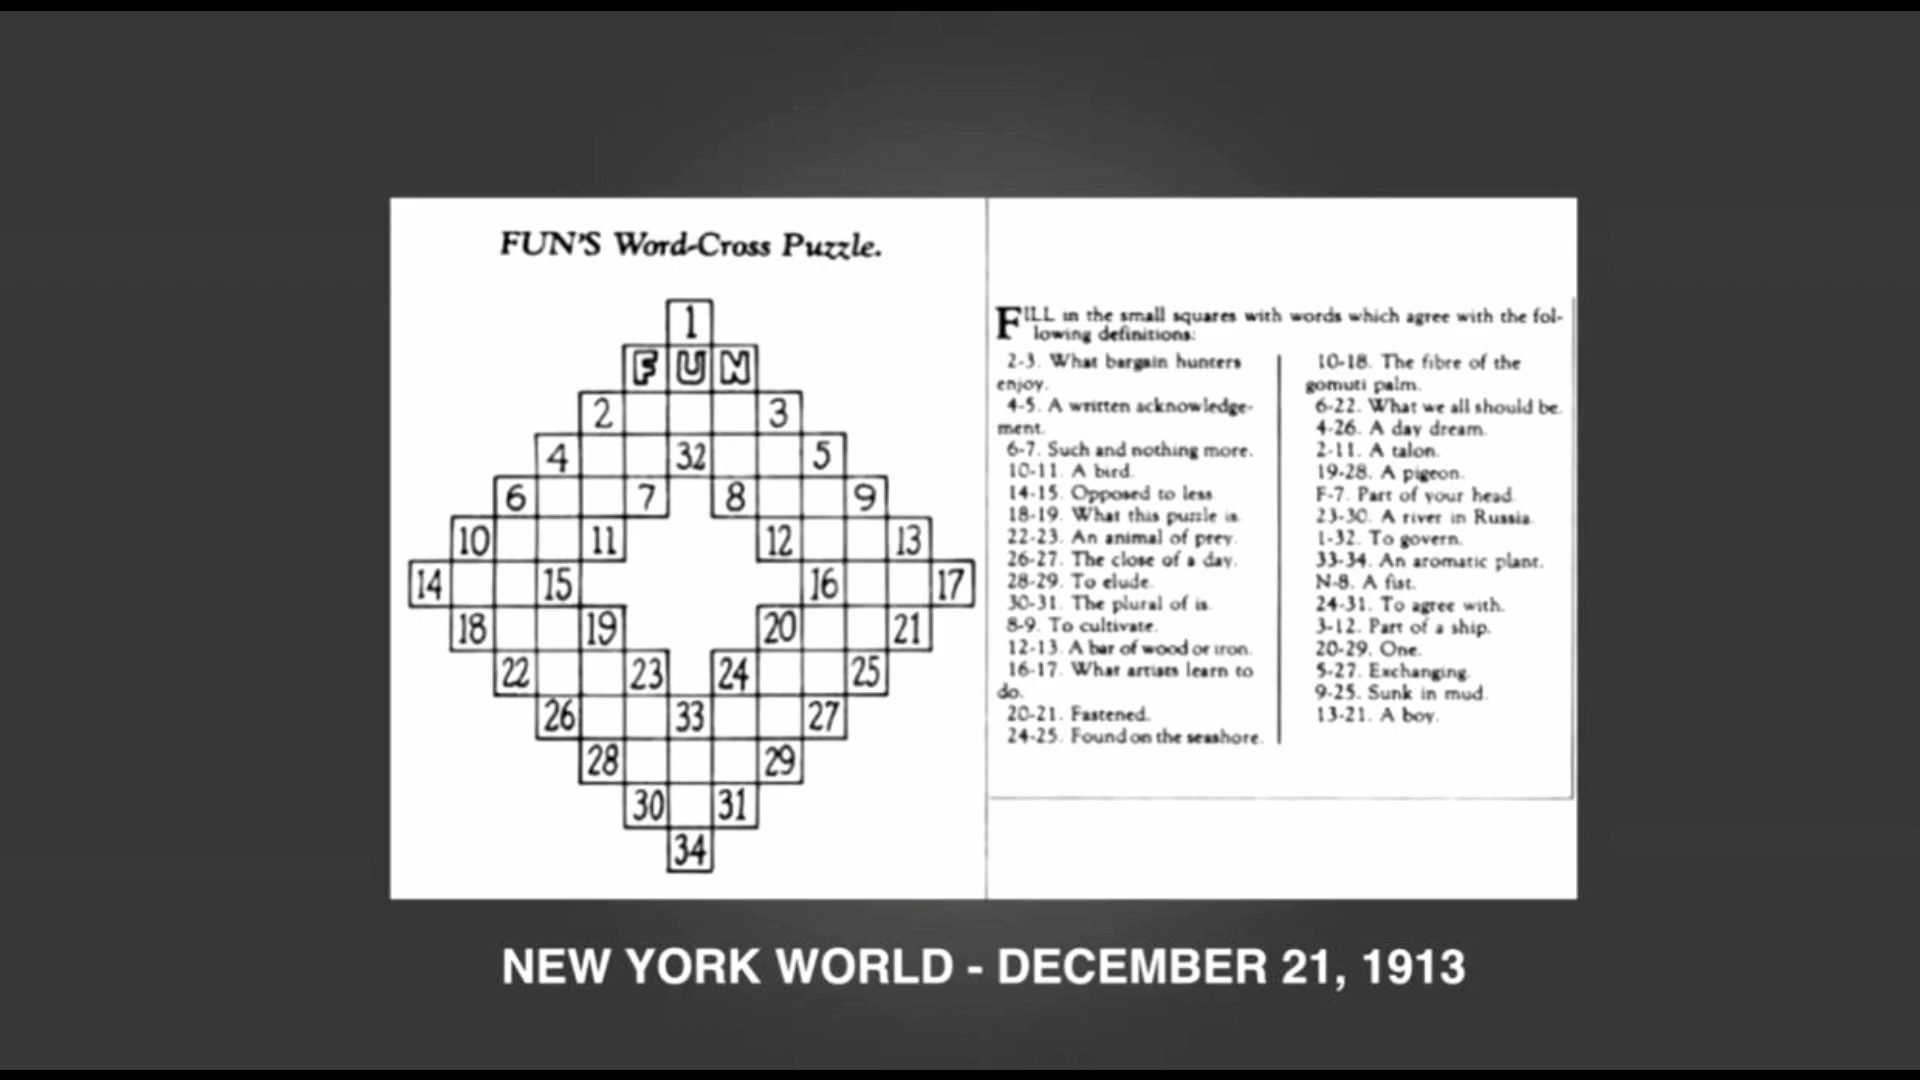 FUN'S Word-Cross Puzzle.
1
F U N
2 3
4 32 5
6 7 8 9
10 11 12 13
14 15 16 17
18 19 20 21
22 23 24 25
26 33 27
28 29
30 31
34
FILL in the small squares with words which agree with the fol-
lowing definitions:
2-3. What bargain hunters
enjoy.
4-5. A written acknowledge-
ment.
6-7. Such and nothing more.
10-11. A bird.
14-15. Opposed to less.
18-19. What this puzzle is.
22-23. An animal of prey.
26-27. The close of a day.
28-29. To elude.
30-31. The plural of is.
8-9. To cultivate.
12-13. A bar of wood or iron.
16-17. What artists learn to
do.
20-21. Fastened.
24-25. Found on the seashore.
10-18. The fibre of the
gomuti palm.
6-22. What we all should be.
4-26. A day dream.
2-11. A talon.
19-28. A pigeon.
F-7. Part of your head.
23-30. A river in Russia.
1-32. To govern.
33-34. An aromatic plant.
N-8. A fist.
24-31. To agree with.
3-12. Part of a ship.
20-29. One.
5-27. Exchanging.
9-25. Sunk in mud.
13-21. A boy.
NEW YORK WORLD - DECEMBER 21, 1913